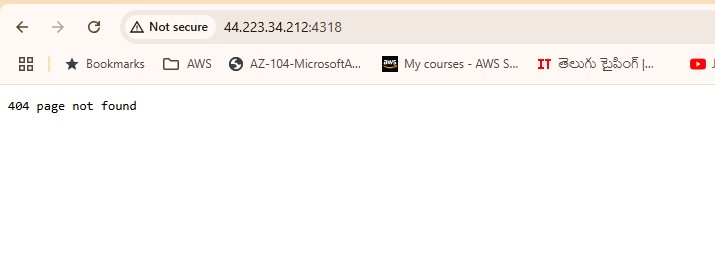 Not secure 44.223.34.212:4318
Bookmarks AWS AZ-104-MicrosoftA... aws My courses - AWS S... IT తెలుగు టైపింగ్ |... J
404 page not found